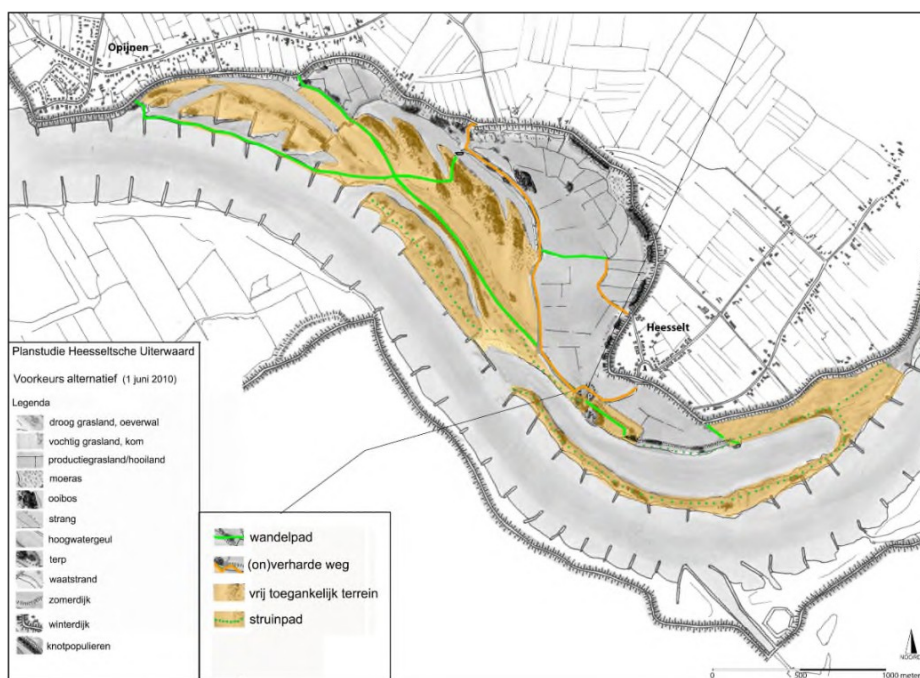 Opijnen
Heesselt
Planstudie Heesseltsche Uiterwaard
Voorkeurs alternatief (1 juni 2010)
Legenda
droog grasland, oeverwal
vochtig grasland, kom
productiegrasland/hooiland
moeras
ooibos
strang
hoogwatergeul
terp
waatstrand
zomerdijk
winterdijk
knotpopulieren
wandelpad
(on)verharde weg
vrij toegankelijk terrein
struinpad
NOORD
0 500 1000 meter